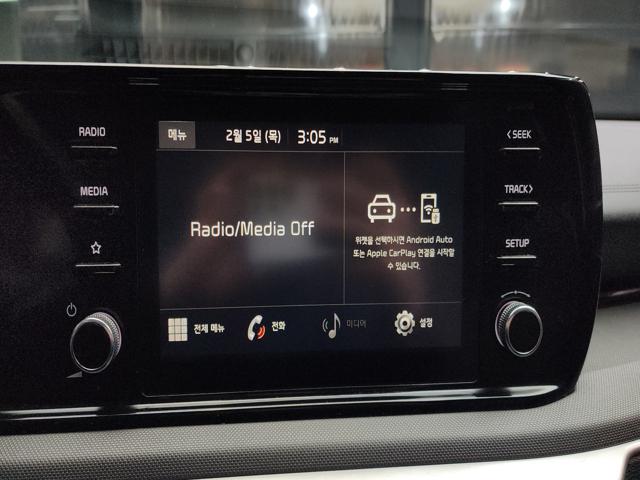 RADIO
MEDIA
메뉴
2월 5일 (목)
3:05 PM
Radio/Media Off
위젯을 선택하시면 Android Auto
또는 Apple CarPlay 연결을 시작할
수 있습니다.
전체 메뉴
전화
미디어
설정
< SEEK
TRACK >
SETUP